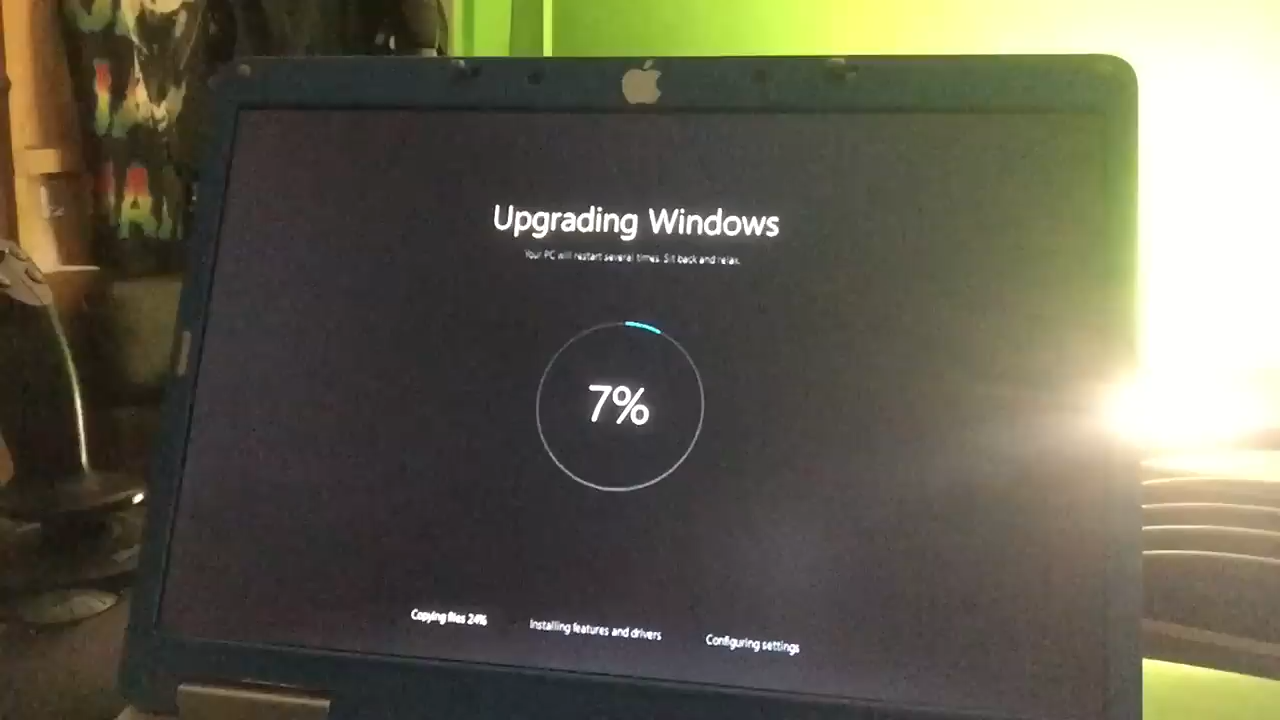 Upgrading Windows
Your PC will restart several times. Sit back and relax.
7%
Copying files 24%
Installing features and drivers
Configuring settings